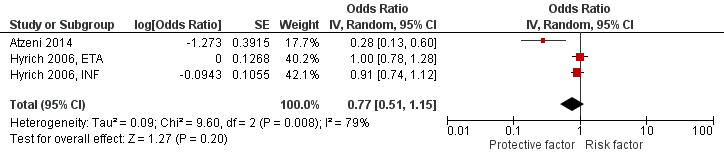 Odds Ratio Odds Ratio
Study or Subgroup log[Odds Ratio] SE Weight IV, Random, 95% CI IV, Random, 95% CI
Atzeni 2014 -1.273 0.3915 17.7% 0.28 [0.13, 0.60]
Hyrich 2006, ETA 0 0.1268 40.2% 1.00 [0.78, 1.28]
Hyrich 2006, INF -0.0943 0.1055 42.1% 0.91 [0.74, 1.12]
Total (95% CI) 100.0% 0.77 [0.51, 1.15]
Heterogeneity: Tau² = 0.09; Chi² = 9.60, df = 2 (P = 0.008); I² = 79%
Test for overall effect: Z = 1.27 (P = 0.20)
0.01 0.1 1 10 100
Protective factor Risk factor